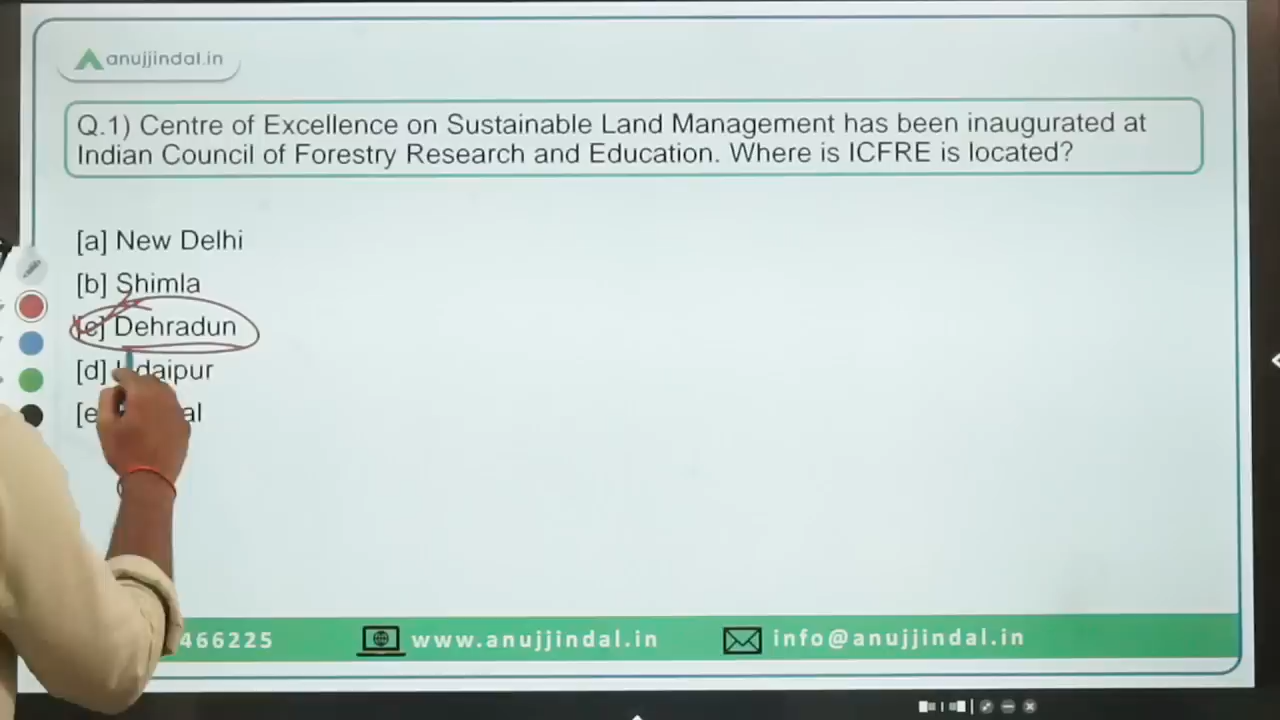 anujjindal.in
Q.1) Centre of Excellence on Sustainable Land Management has been inaugurated at
Indian Council of Forestry Research and Education. Where is ICFRE is located?
[a] New Delhi
[b] Shimla
[c] Dehradun
[d] Udaipur
466225
www.anujjindal.in
info@anujjindal.in